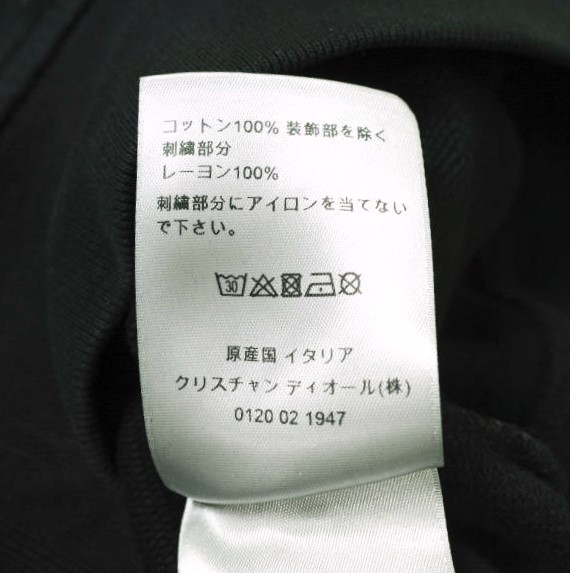 コットン100% 装飾部を除く
刺繍部分
レーヨン100%
刺繍部分にアイロンを当てない
で下さい。
30
原産国 イタリア
クリスチャン ディオール(株)
0120 02 1947